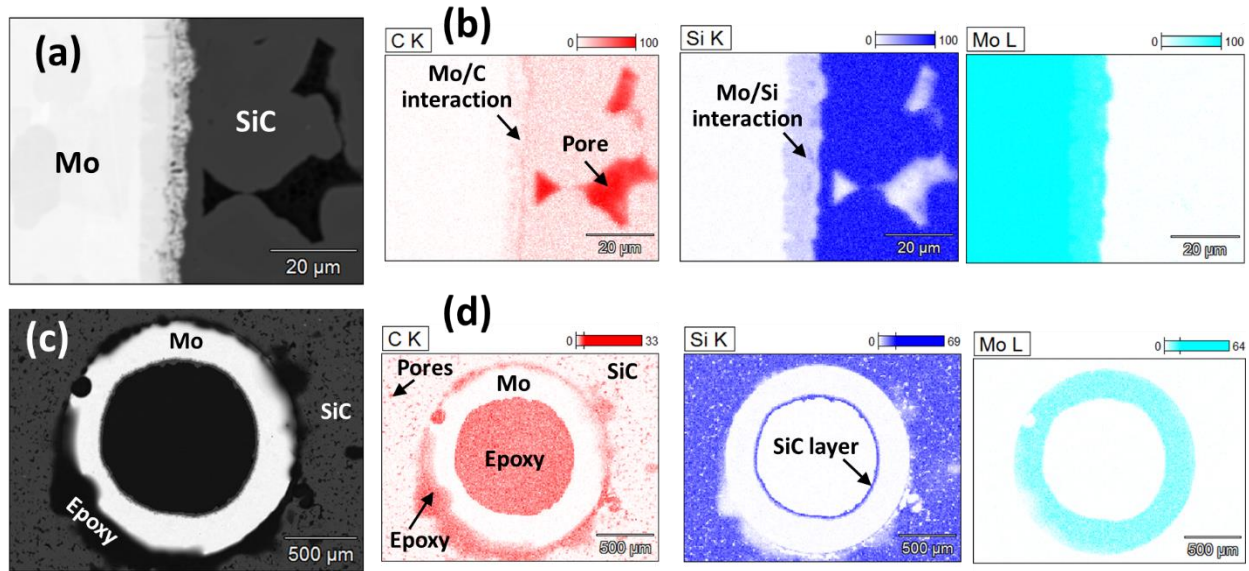 (a)
Mo
SiC
20 µm
(b)
C K
0
100
Mo/C
interaction
Pore
20 µm
Si K
0
100
Mo/Si
interaction
20 µm
Mo L
0
100
20 µm
(c)
Mo
SiC
Epoxy
500 µm
(d)
C K
0
33
Pores
Mo
SiC
Epoxy
Epoxy
500 µm
Si K
0
69
SiC layer
500 µm
Mo L
0
64
500 µm